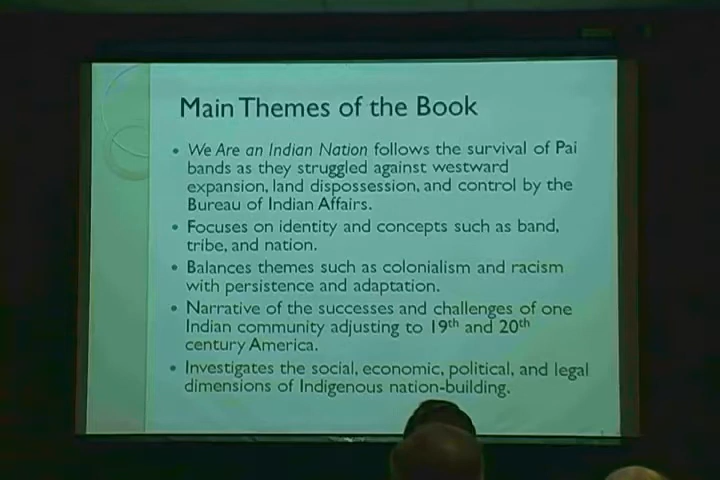 Main Themes of the Book
• We Are an Indian Nation follows the survival of Pai
bands as they struggled against westward
expansion, land dispossession, and control by the
Bureau of Indian Affairs.
• Focuses on identity and concepts such as band,
tribe, and nation.
• Balances themes such as colonialism and racism
with persistence and adaptation.
• Narrative of the successes and challenges of one
Indian community adjusting to 19th and 20th
century America.
• Investigates the social, economic, political, and legal
dimensions of Indigenous nation-building.